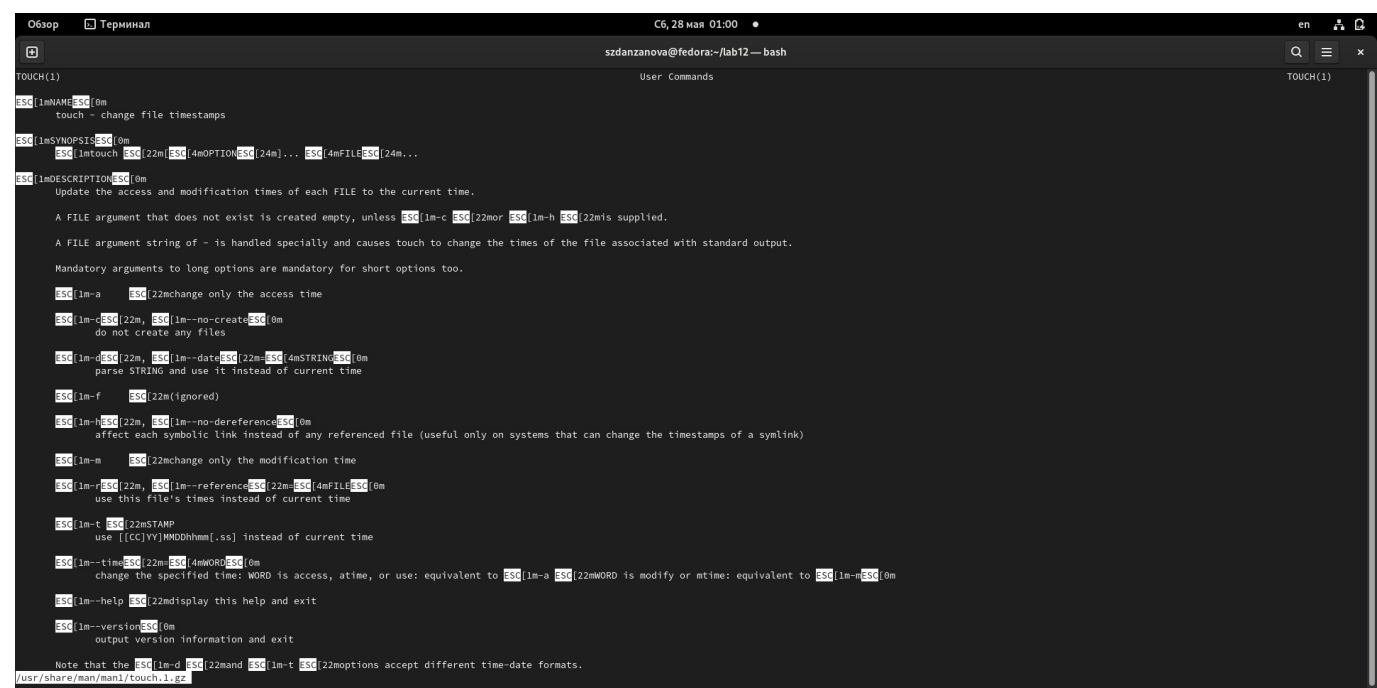 Обзор Терминал Сб, 28 мая 01:00 en
szdanzanova@fedora:~/lab12 — bash
TOUCH(1) User Commands TOUCH(1)
ESC[1mNAMEESC[0m
touch - change file timestamps
ESC[1mSYNOPSISESC[0m
ESC[1mtouch ESC[22m[ESC[4mOPTIONESC[24m]... ESC[4mFILEESC[24m...
ESC[1mDESCRIPTIONESC[0m
Update the access and modification times of each FILE to the current time.
A FILE argument that does not exist is created empty, unless ESC[1m-c ESC[22mor ESC[1m-h ESC[22mis supplied.
A FILE argument string of - is handled specially and causes touch to change the times of the file associated with standard output.
Mandatory arguments to long options are mandatory for short options too.
ESC[1m-a ESC[22mchange only the access time
ESC[1m-cESC[22m, ESC[1m--no-createESC[0m
do not create any files
ESC[1m-dESC[22m, ESC[1m--dateESC[22m=ESC[4mSTRINGESC[0m
parse STRING and use it instead of current time
ESC[1m-f ESC[22m(ignored)
ESC[1m-hESC[22m, ESC[1m--no-dereferenceESC[0m
affect each symbolic link instead of any referenced file (useful only on systems that can change the timestamps of a symlink)
ESC[1m-m ESC[22mchange only the modification time
ESC[1m-rESC[22m, ESC[1m--referenceESC[22m=ESC[4mFILEESC[0m
use this file's times instead of current time
ESC[1m-t ESC[22mSTAMP
use [[CC]YY]MMDDhhmm[.ss] instead of current time
ESC[1m--timeESC[22m=ESC[4mWORDESC[0m
change the specified time: WORD is access, atime, or use: equivalent to ESC[1m-a ESC[22mWORD is modify or mtime: equivalent to ESC[1m-mESC[0m
ESC[1m--help ESC[22mdisplay this help and exit
ESC[1m--versionESC[0m
output version information and exit
Note that the ESC[1m-d ESC[22mand ESC[1m-t ESC[22moptions accept different time-date formats.
/usr/share/man/man1/touch.1.gz